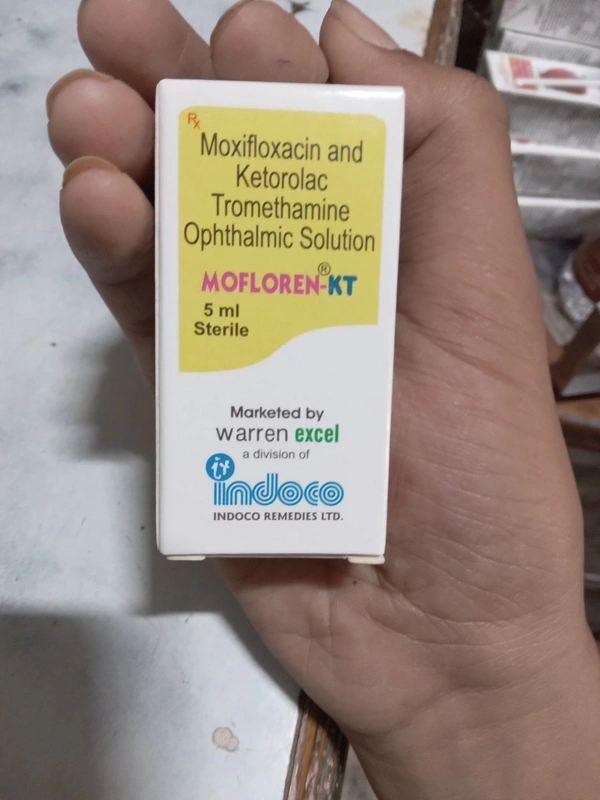 Rx
Moxifloxacin and
Ketorolac
Tromethamine
Ophthalmic Solution
MOFLOREN®-KT
5 ml
Sterile
Marketed by
warren excel
a division of
indoco
INDOCO REMEDIES LTD.